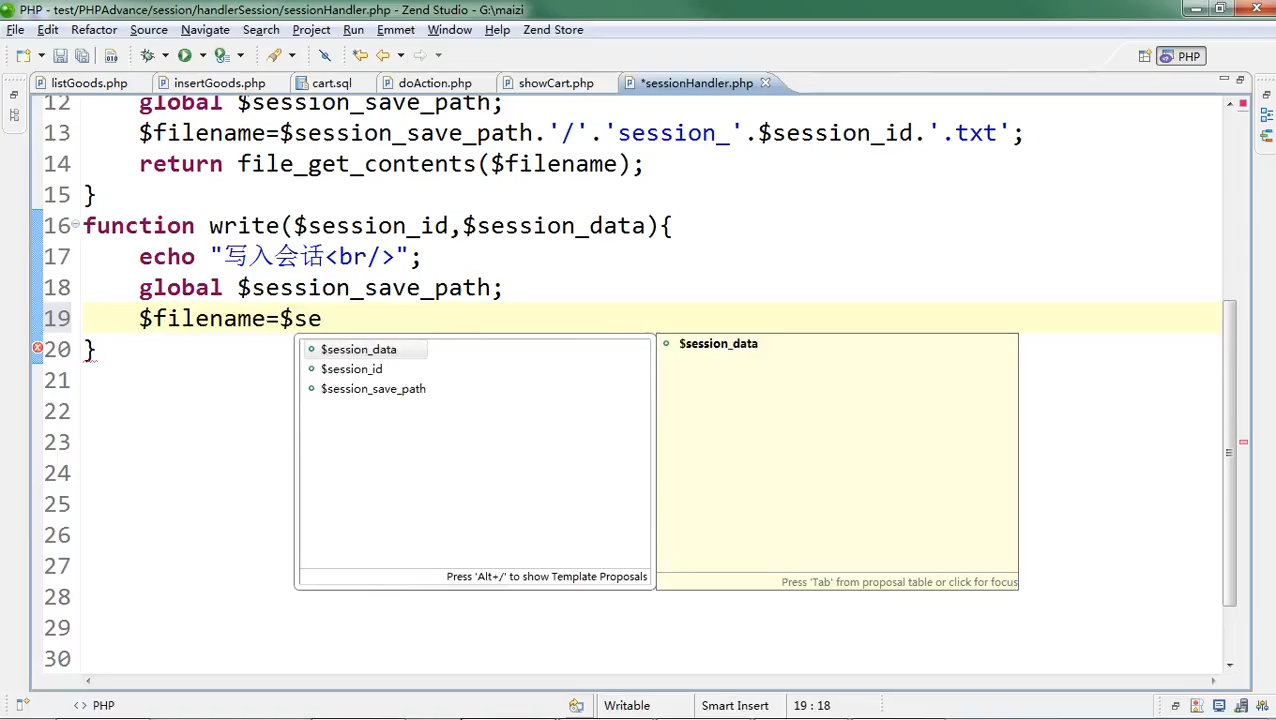 PHP - test/PHPAdvance/session/handlerSession/sessionHandler.php - Zend Studio - G:\maizi
File Edit Refactor Source Navigate Search Project Run Emmet Window Help Zend Store
PHP
listGoods.php insertGoods.php cart.sql doAction.php showCart.php *sessionHandler.php
12 global $session_save_path;
13 $filename=$session_save_path.'/'.'session_'.$session_id.'.txt';
14 return file_get_contents($filename);
15 }
16 function write($session_id,$session_data){
17 echo "写入会话<br/>";
18 global $session_save_path;
19 $filename=$se
20 }
$session_data
$session_id
$session_save_path
Press 'Alt+/' to show Template Proposals
$session_data
Press 'Tab' from proposal table or click for focus
21
22
23
24
25
26
27
28
29
30
<> PHP Writable Smart Insert 19 : 18